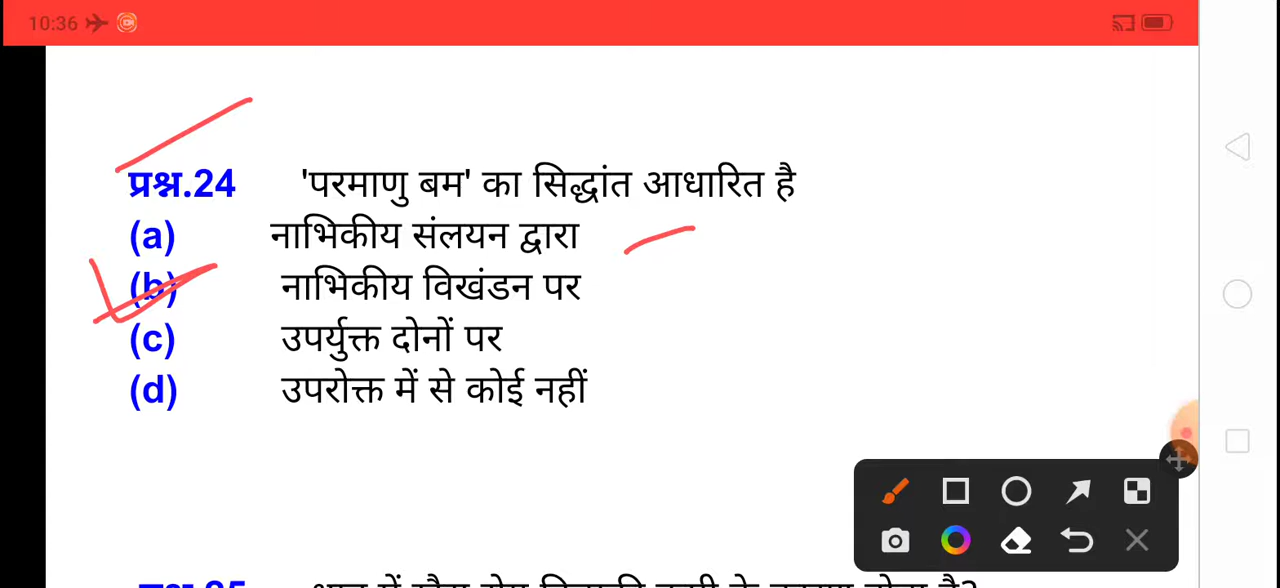 10:36
प्रश्न.24 'परमाणु बम' का सिद्धांत आधारित है
(a) नाभिकीय संलयन द्वारा
(b) नाभिकीय विखंडन पर
(c) उपर्युक्त दोनों पर
(d) उपरोक्त में से कोई नहीं